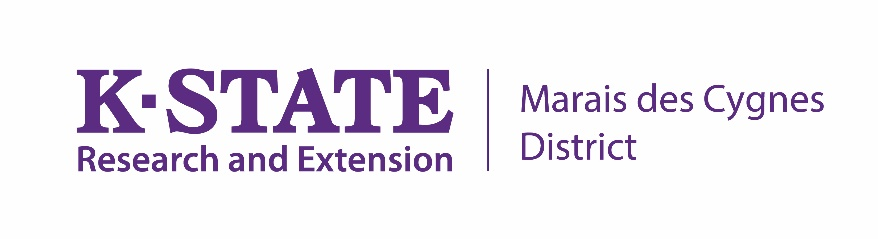 K-STATE
Research and Extension
Marais des Cygnes
District